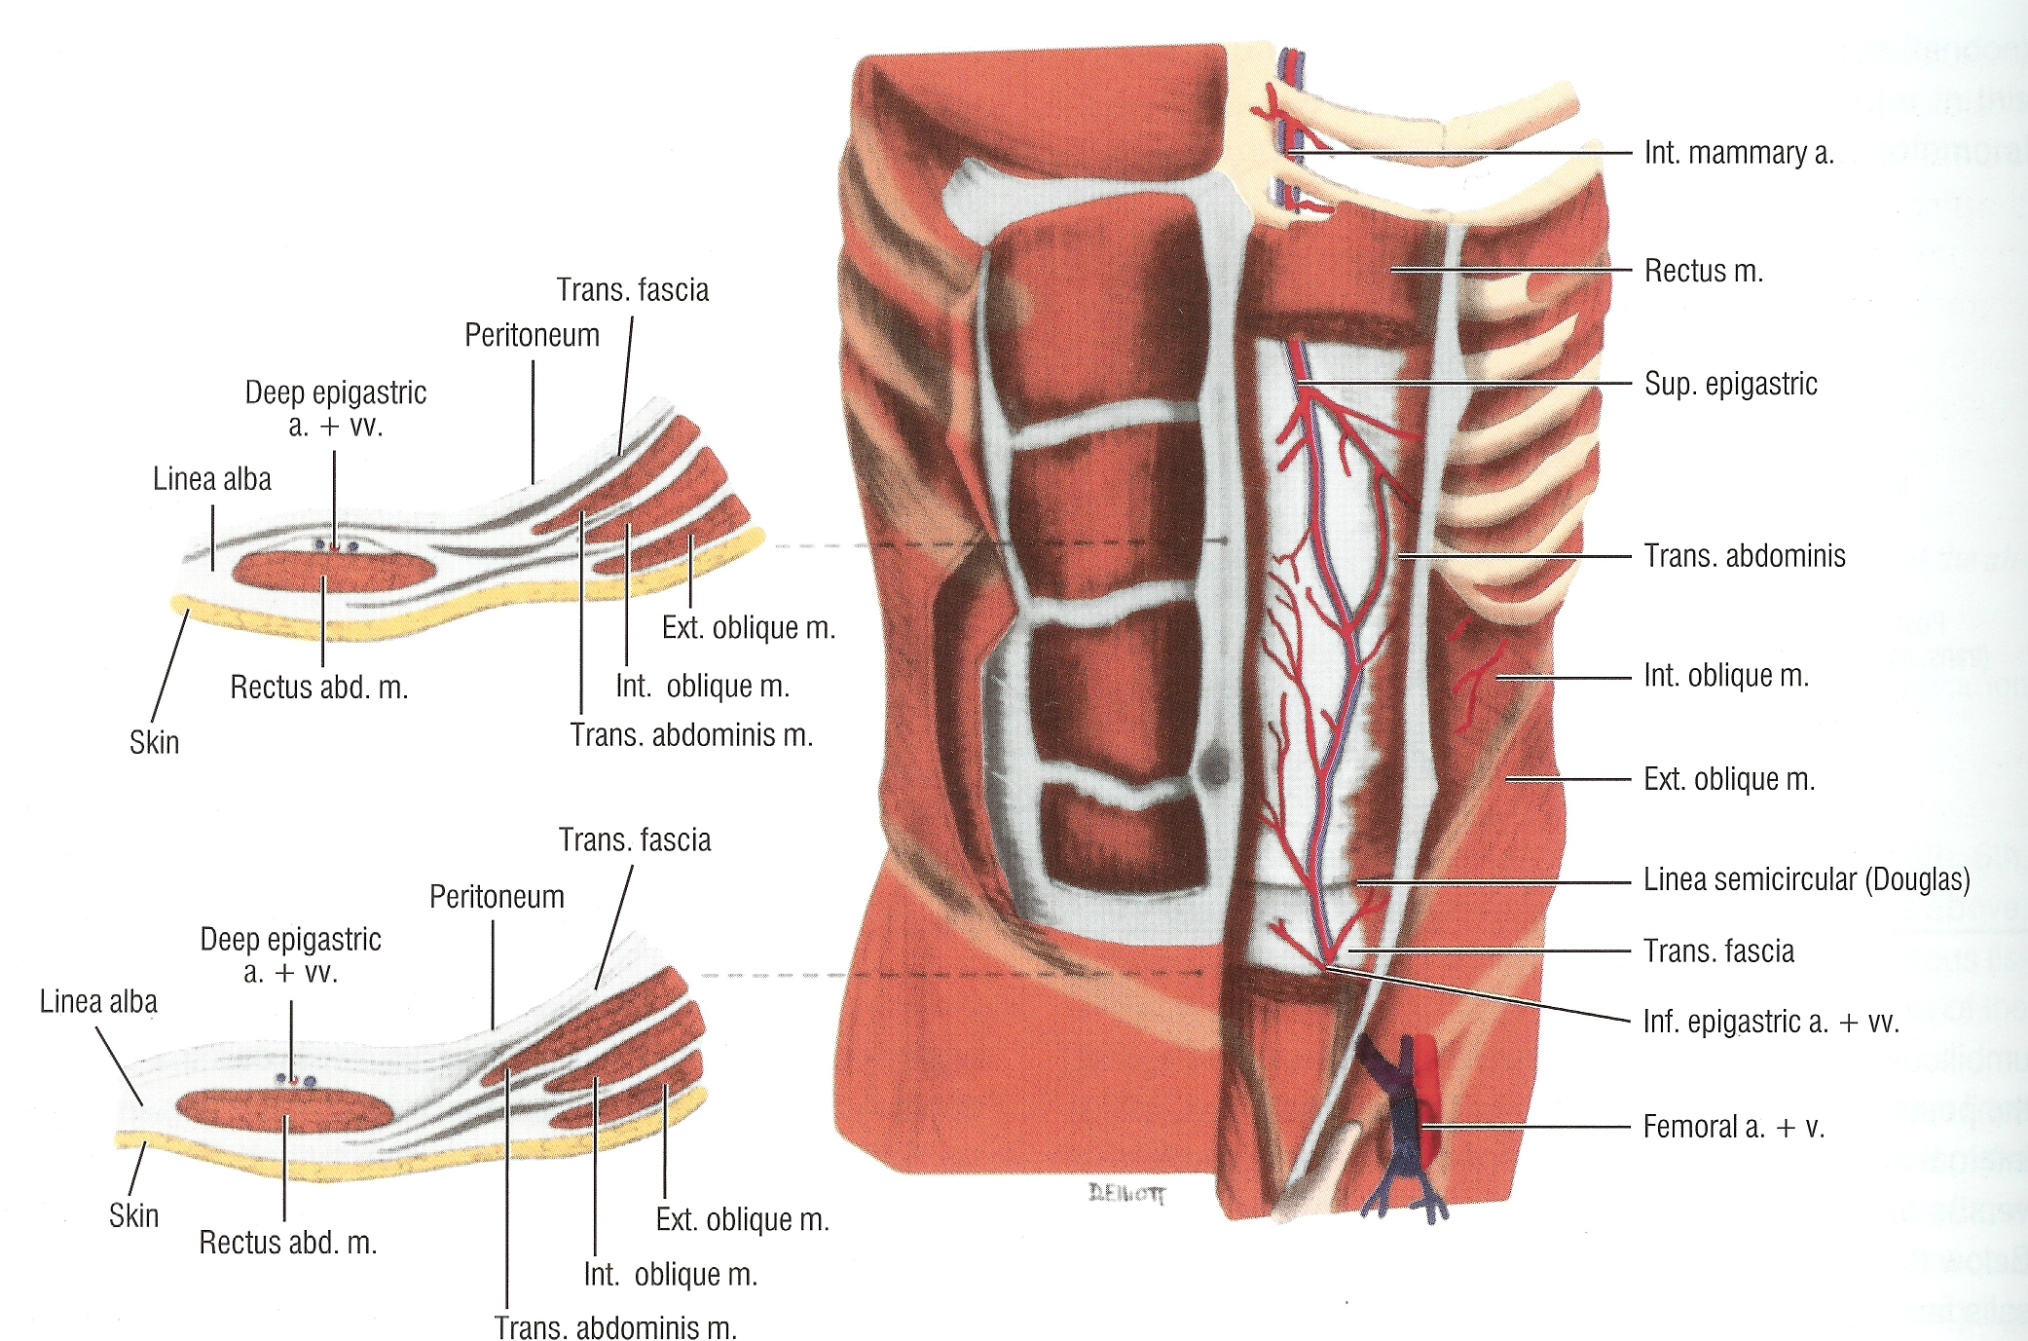 Trans. fascia
Peritoneum
Deep epigastric
a. + vv.
Linea alba
Ext. oblique m.
Int. oblique m.
Rectus abd. m.
Trans. abdominis m.
Skin
Trans. fascia
Peritoneum
Deep epigastric
a. + vv.
Linea alba
Skin
Ext. oblique m.
Rectus abd. m.
Int. oblique m.
Trans. abdominis m.
Int. mammary a.
Rectus m.
Sup. epigastric
Trans. abdominis
Int. oblique m.
Ext. oblique m.
Linea semicircular (Douglas)
Trans. fascia
Inf. epigastric a. + vv.
Femoral a. + v.